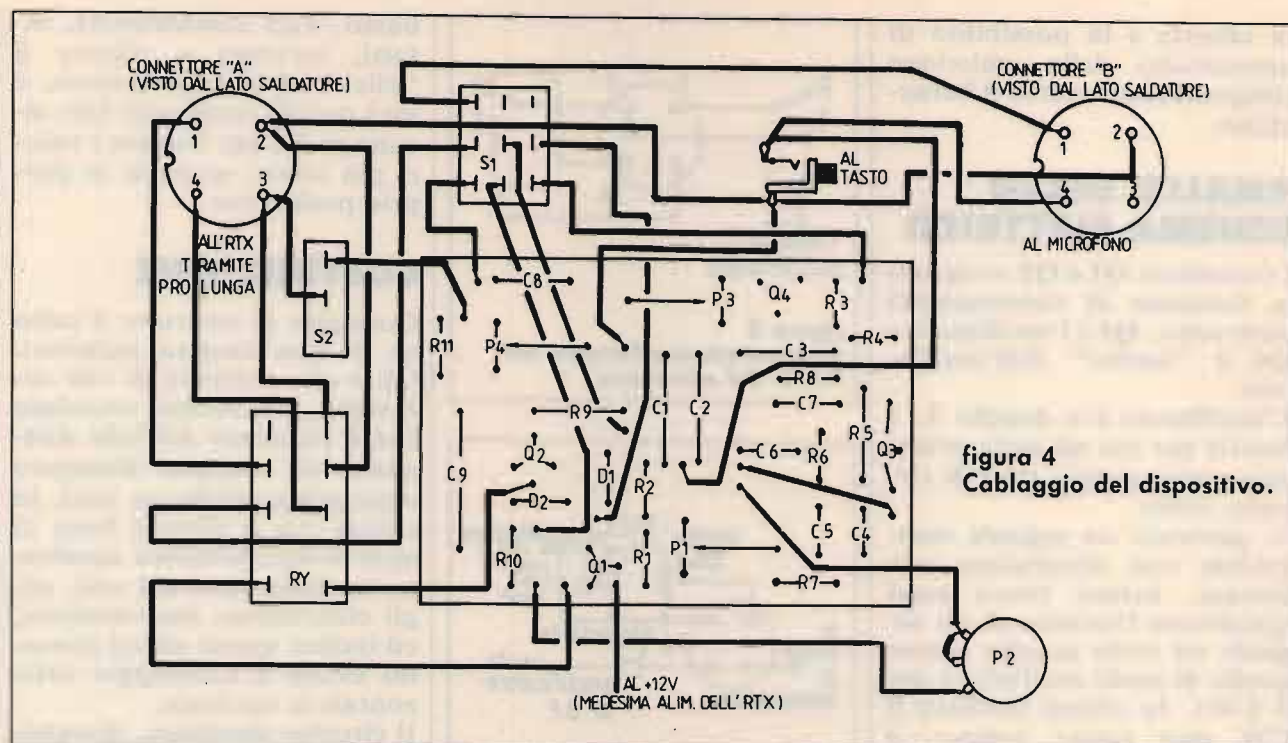 CONNETTORE "A"
(VISTO DAL LATO SALDATURE)
1
2
4
3
ALL'RTX
TRAMITE
PROLUNGA
S1
S2
RY
AL
TASTO
CONNETTORE "B"
(VISTO DAL LATO SALDATURE)
1
2
4
3
AL MICROFONO
C8
P3
Q4
R3
R4
R11
P4
C3
R8
C7
C1
C2
R9
R5
Q3
C6
R6
Q2
D1
C9
D2
R2
C5
C4
R10
Q1
R1
P1
R7
P2
AL +12V
(MEDESIMA ALIM. DELL'RTX)
figura 4
Cablaggio del dispositivo.